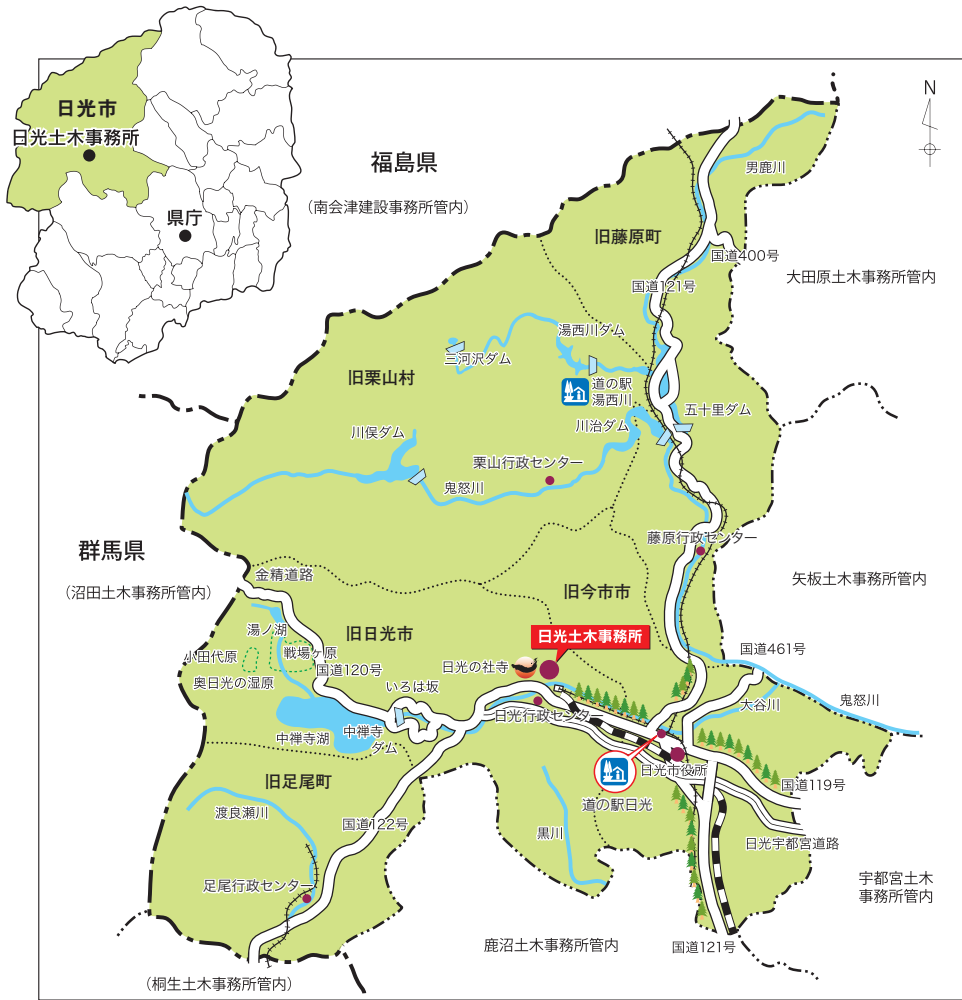 日光市
日光土木事務所
県庁
N
福島県
(南会津建設事務所管内)
男鹿川
旧藤原町
国道400号
大田原土木事務所管内
国道121号
湯西川ダム
三河沢ダム
旧栗山村
道の駅
湯西川
五十里ダム
川治ダム
川俣ダム
栗山行政センター
鬼怒川
藤原行政センター
群馬県
(沼田土木事務所管内)
金精道路
矢板土木事務所管内
旧今市市
湯ノ湖
旧日光市
日光土木事務所
国道461号
小田代原
戦場ヶ原
国道120号
日光の社寺
奥日光の湿原
いろは坂
大谷川
鬼怒川
日光行政センター
中禅寺湖
中禅寺
ダム
日光市役所
旧足尾町
国道119号
道の駅日光
渡良瀬川
国道122号
黒川
日光宇都宮道路
足尾行政センター
宇都宮土木
事務所管内
鹿沼土木事務所管内
国道121号
(桐生土木事務所管内)